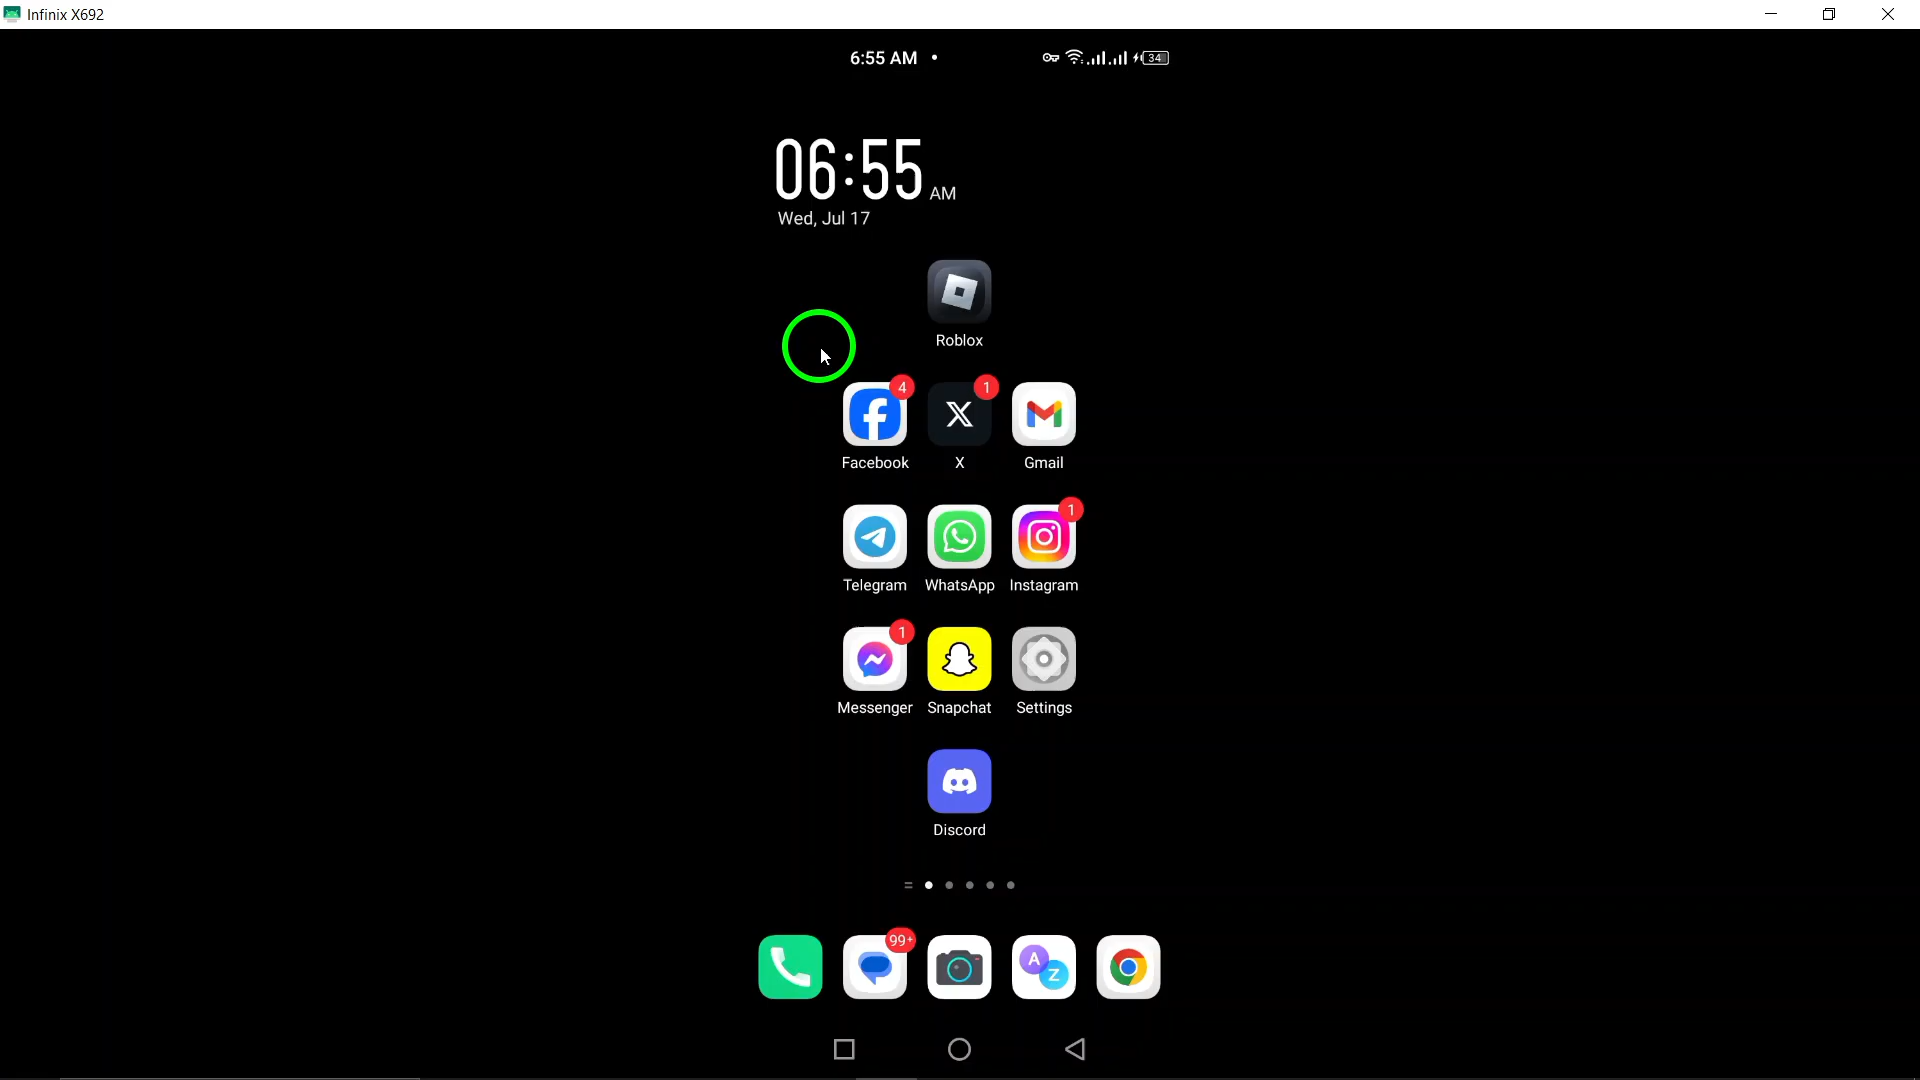 Infinix X692
6:55 AM
34
06:55 AM
Wed, Jul 17
Roblox
4
1
Facebook
X
Gmail
1
Telegram
WhatsApp
Instagram
1
Messenger
Snapchat
Settings
Discord
99+
A
Z